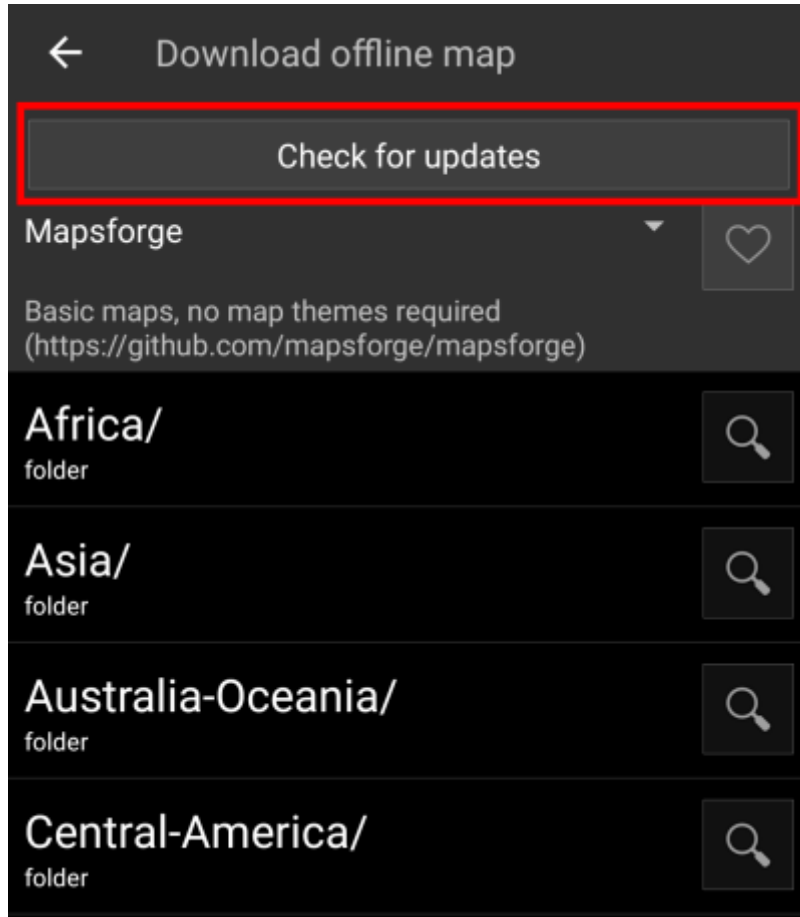 Download offline map
Check for updates
Mapsforge
Basic maps, no map themes required
(https://github.com/mapsforge/mapsforge)
Africa/
folder
Asia/
folder
Australia-Oceania/
folder
Central-America/
folder